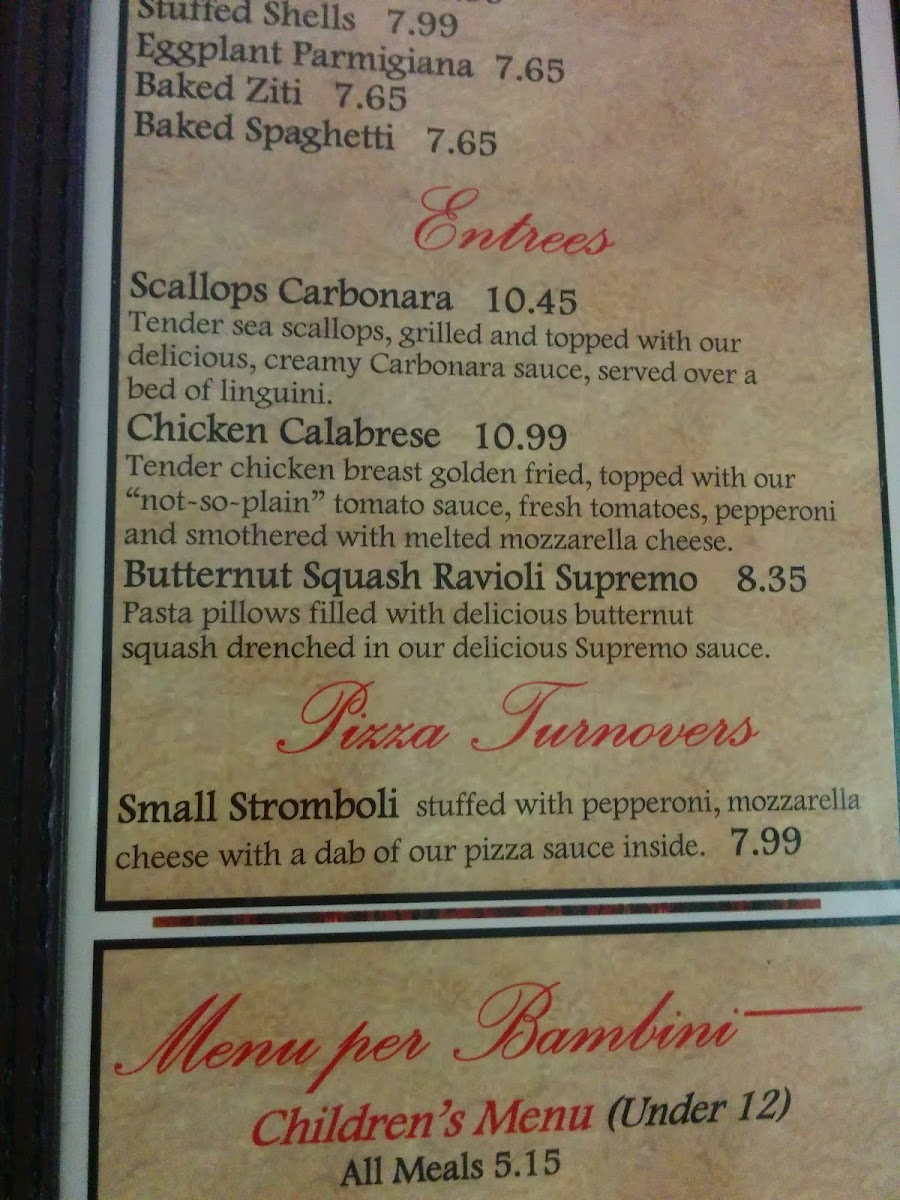 Stuffed Shells 7.99
Eggplant Parmigiana 7.65
Baked Ziti 7.65
Baked Spaghetti 7.65
Entrees
Scallops Carbonara 10.45
Tender sea scallops, grilled and topped with our
delicious, creamy Carbonara sauce, served over a
bed of linguini.
Chicken Calabrese 10.99
Tender chicken breast golden fried, topped with our
“not-so-plain” tomato sauce, fresh tomatoes, pepperoni
and smothered with melted mozzarella cheese.
Butternut Squash Ravioli Supremo 8.35
Pasta pillows filled with delicious butternut
squash drenched in our delicious Supremo sauce.
Pizza Turnovers
Small Stromboli stuffed with pepperoni, mozzarella
cheese with a dab of our pizza sauce inside. 7.99
Menu per Bambini
Children's Menu (Under 12)
All Meals 5.15